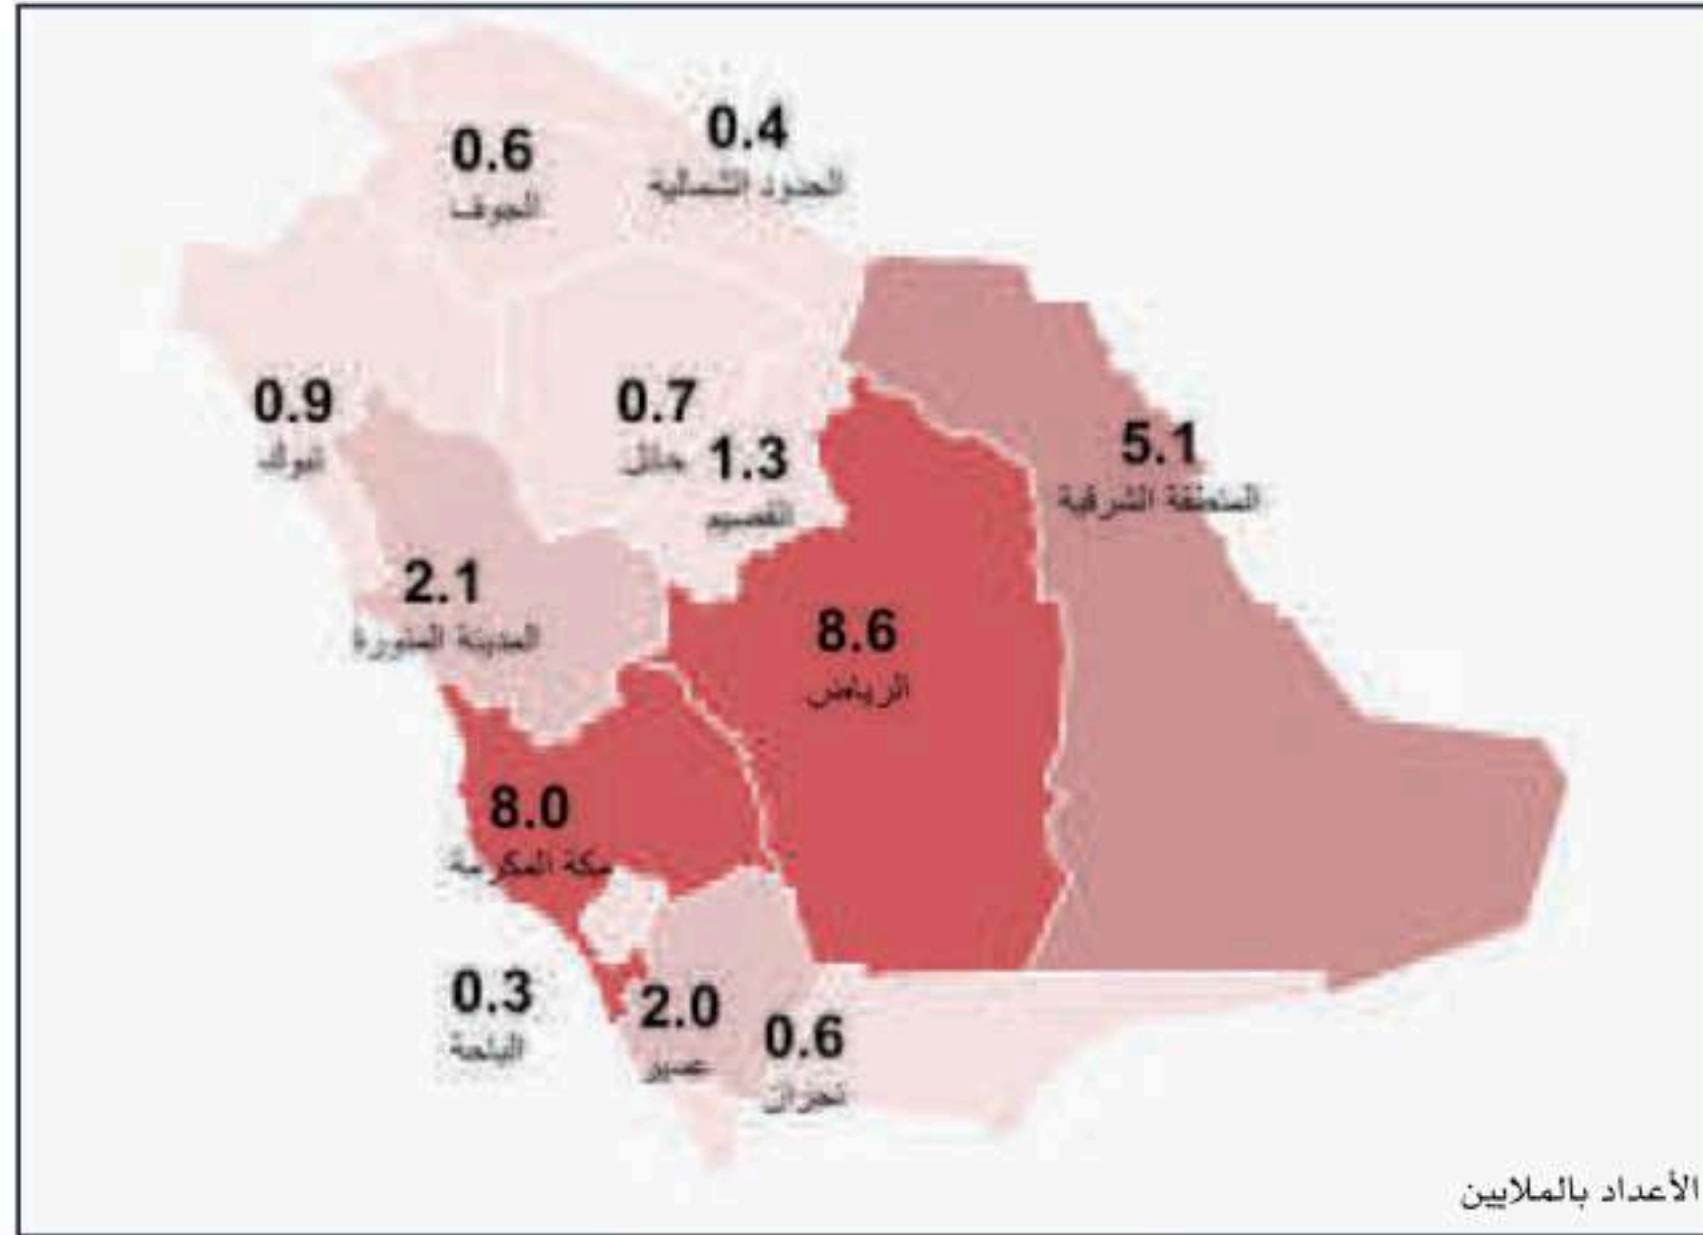 0.4
الحدود الشمالية
0.6
الجوف
0.9
تبوك
0.7
حائل
1.3
القصيم
5.1
المنطقة الشرقية
2.1
المدينة المنورة
8.6
الرياض
8.0
مكة المكرمة
0.3
الباحة
2.0
عسير
0.6
نجران
الأعداد بالملايين